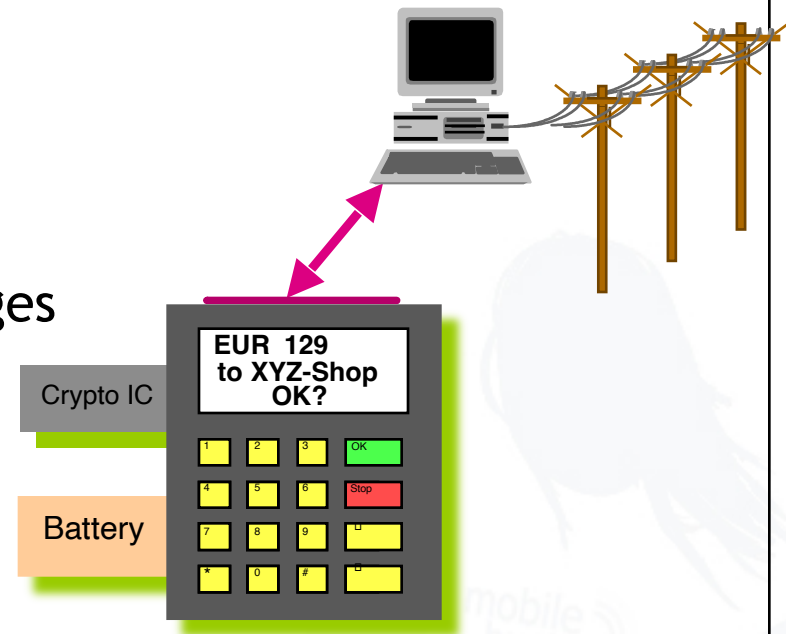 ges
EUR 129
to XYZ-Shop
OK?
Crypto IC
Battery
1 2 3 OK
4 5 6 Stop
7 8 9
* 0 #
mobile